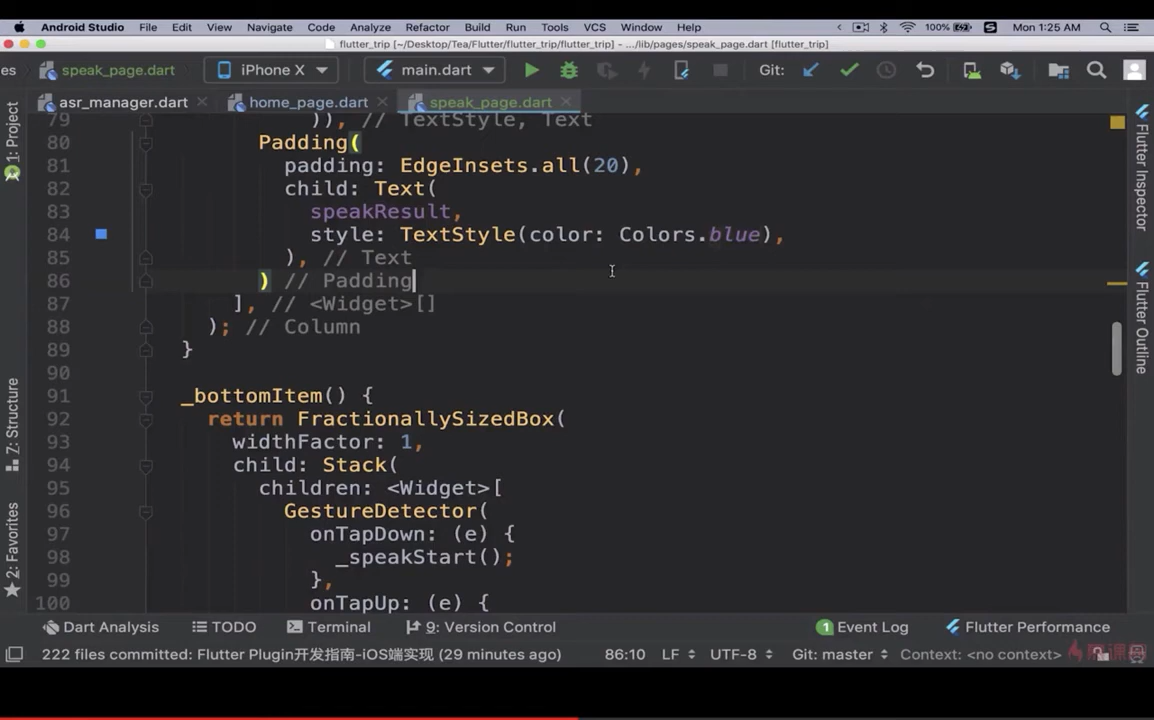 Android Studio File Edit View Navigate Code Analyze Refactor Build Run Tools VCS Window Help 100% Mon 1:25 AM
flutter_trip [~/Desktop/Tea/Flutter/flutter_trip/flutter_trip] - .../lib/pages/speak_page.dart [flutter_trip]
es speak_page.dart iPhone X main.dart Git:
asr_manager.dart home_page.dart speak_page.dart
1: Project
Z: Structure
2: Favorites
Flutter Inspector
Flutter Outline
79 )), // TextStyle, Text
80 Padding(
81 padding: EdgeInsets.all(20),
82 child: Text(
83 speakResult,
84 style: TextStyle(color: Colors.blue),
85 ), // Text
86 ) // Padding
87 ], // <Widget>[]
88 ); // Column
89 }
90
91 _bottomItem() {
92 return FractionallySizedBox(
93 widthFactor: 1,
94 child: Stack(
95 children: <Widget>[
96 GestureDetector(
97 onTapDown: (e) {
98 _speakStart();
99 },
100 onTapUp: (e) {
Dart Analysis TODO Terminal 9: Version Control 1 Event Log Flutter Performance
222 files committed: Flutter Plugin开发指南-iOS端实现 (29 minutes ago) 86:10 LF UTF-8 Git: master Context: <no context>